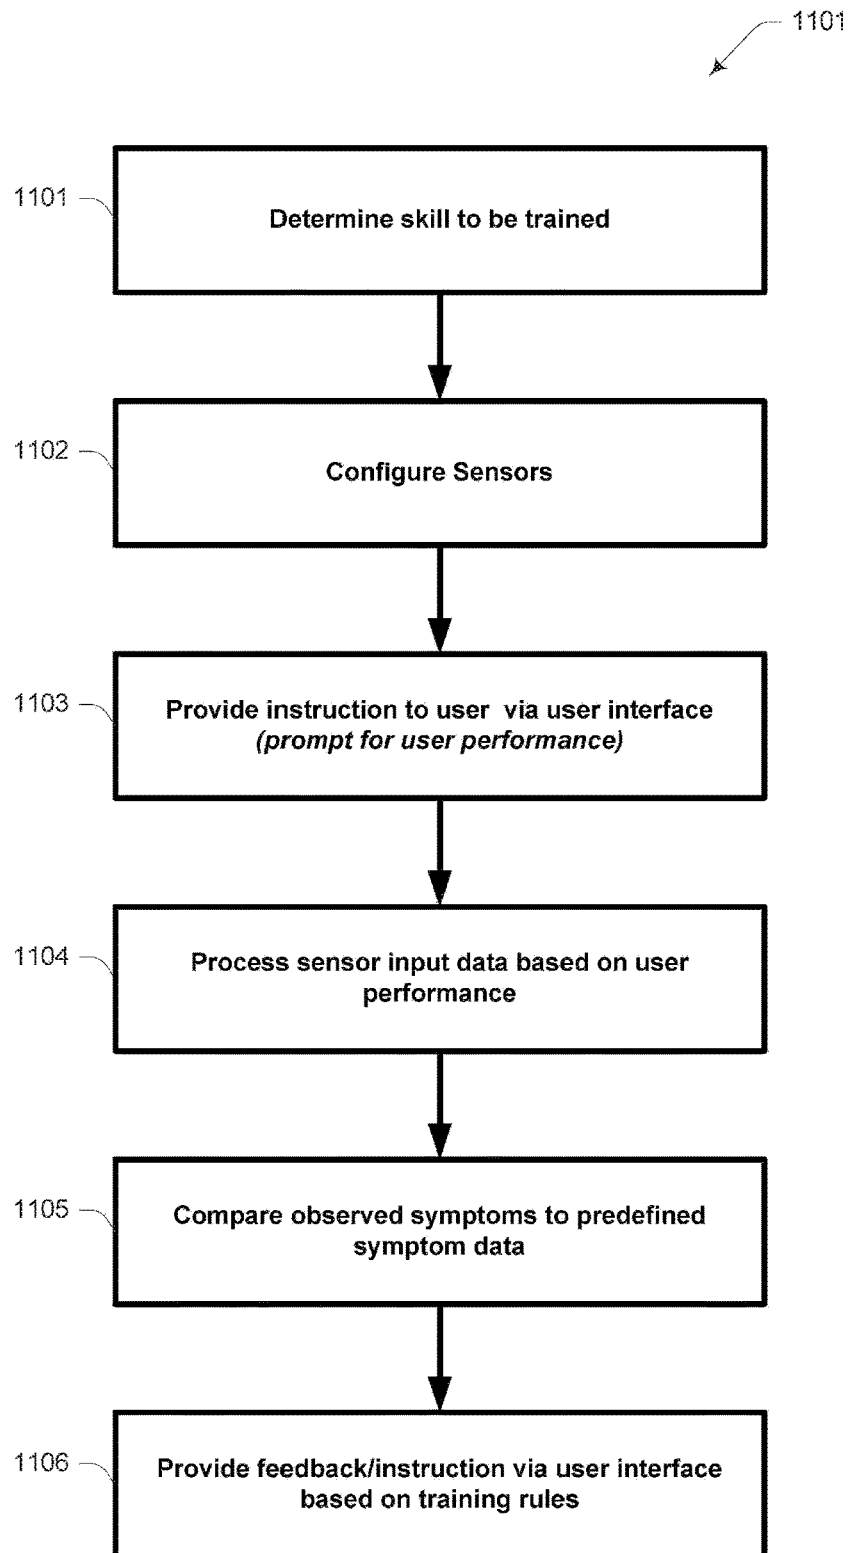 1101
1101
Determine skill to be trained
1102
Configure Sensors
1103
Provide instruction to user via user interface
(prompt for user performance)
1104
Process sensor input data based on user
performance
1105
Compare observed symptoms to predefined
symptom data
1106
Provide feedback/instruction via user interface
based on training rules